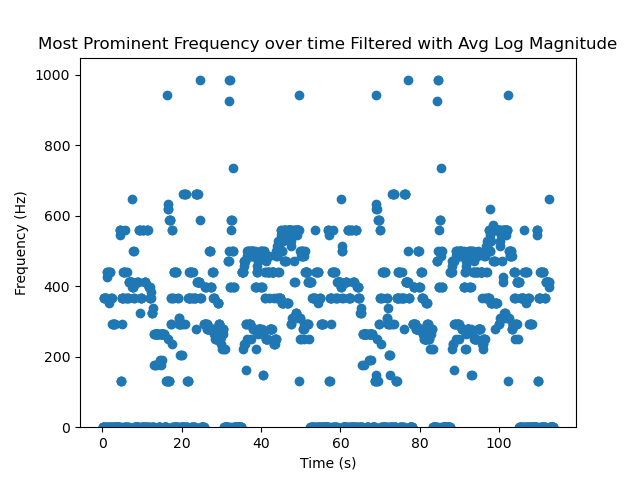 Most Prominent Frequency over time Filtered with Avg Log Magnitude
1000
800
600
400
200
0
Frequency (Hz)
0 20 40 60 80 100
Time (s)